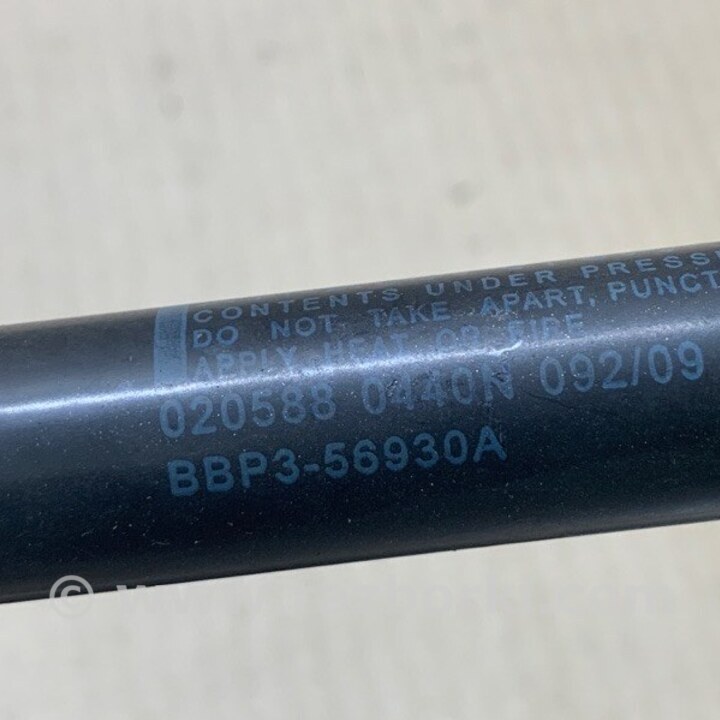 CONTENTS UNDER PRESS
DO NOT TAKE APART, PUNCT
APPLY HEAT OR FIRE
020588 0440N 092/09
BBP3-56930A
©